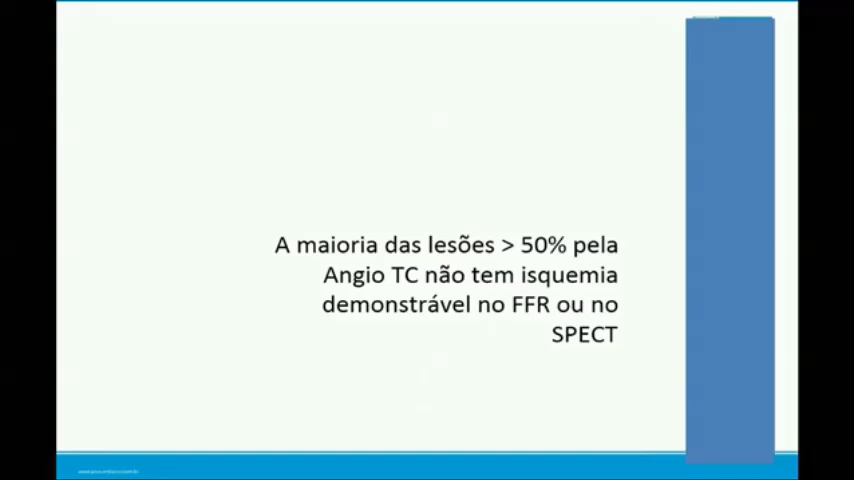 A maioria das lesões > 50% pela
Angio TC não tem isquemia
demonstrável no FFR ou no
SPECT